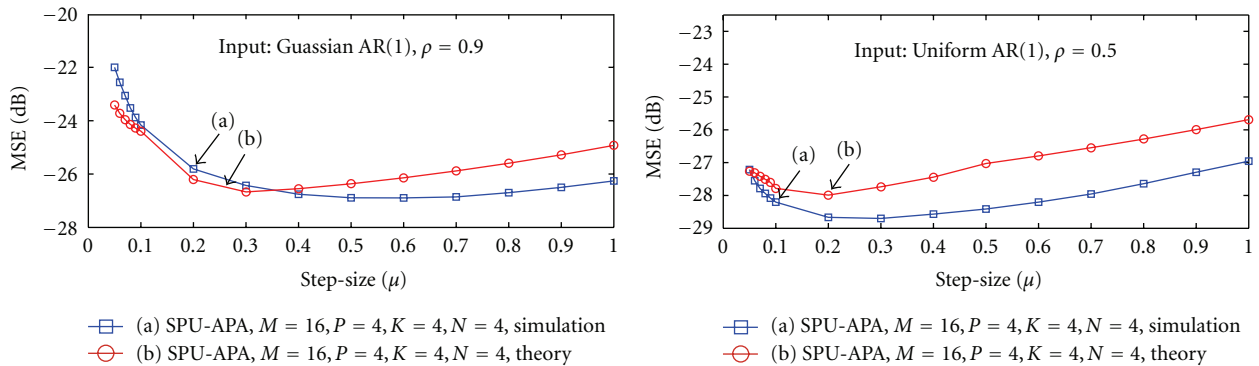 Input: Guassian AR(1), ρ = 0.9
MSE (dB)
−20
−22
−24
−26
−28
(a)
(b)
0 0.1 0.2 0.3 0.4 0.5 0.6 0.7 0.8 0.9 1
Step-size (μ)
(a) SPU-APA, M = 16, P = 4, K = 4, N = 4, simulation
(b) SPU-APA, M = 16, P = 4, K = 4, N = 4, theory
Input: Uniform AR(1), ρ = 0.5
MSE (dB)
−23
−24
−25
−26
−27
−28
−29
(a)
(b)
0 0.1 0.2 0.3 0.4 0.5 0.6 0.7 0.8 0.9 1
Step-size (μ)
(a) SPU-APA, M = 16, P = 4, K = 4, N = 4, simulation
(b) SPU-APA, M = 16, P = 4, K = 4, N = 4, theory